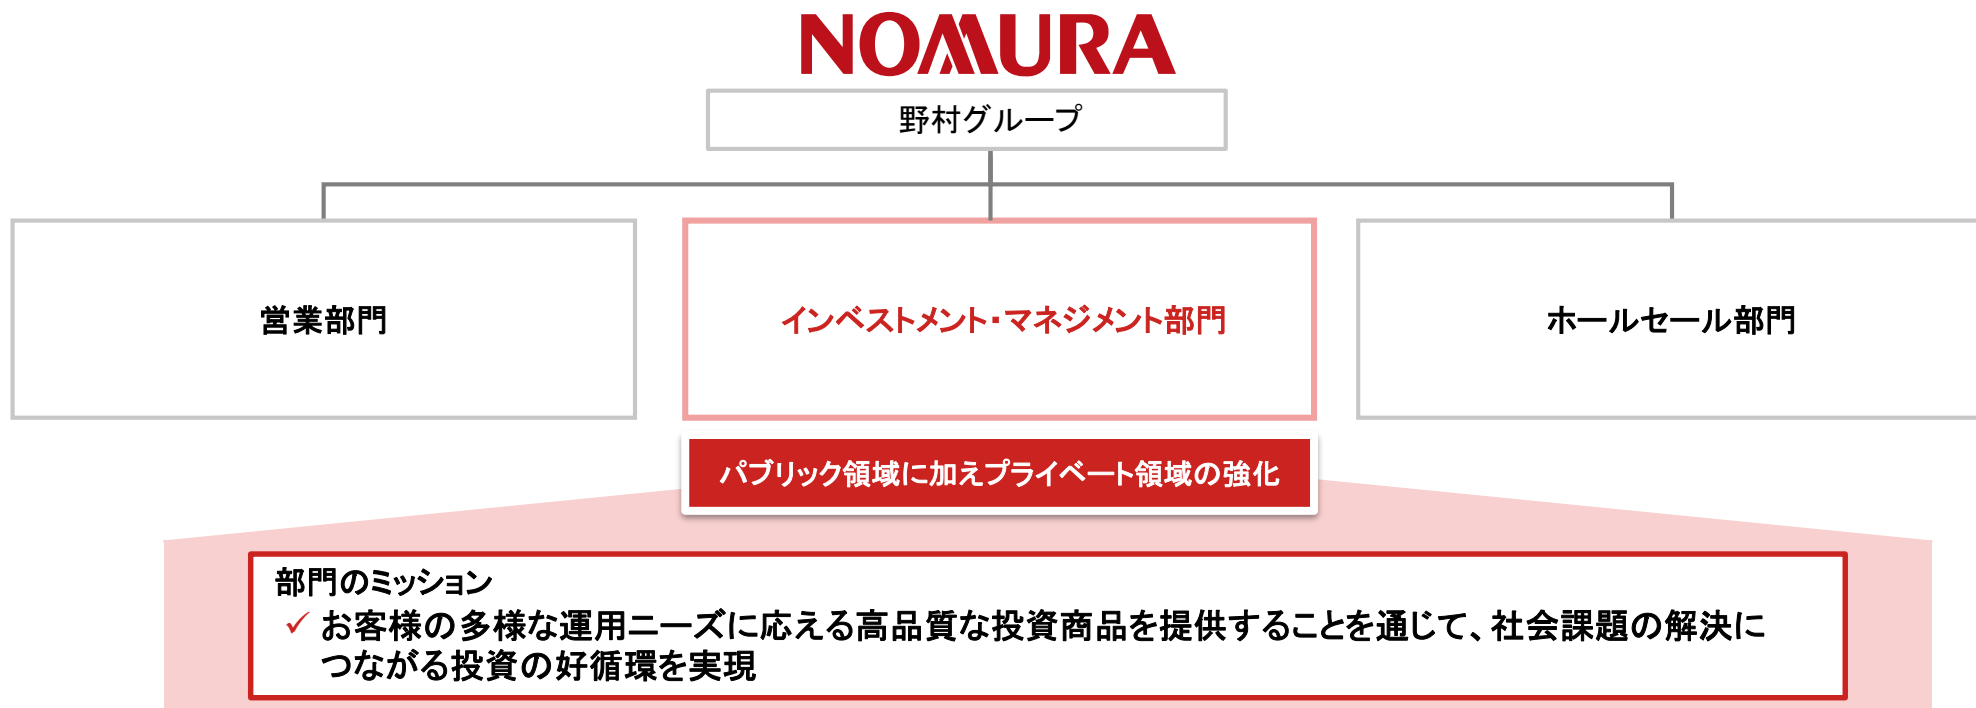 NOMURA
野村グループ
営業部門
インベストメント・マネジメント部門
ホールセール部門
パブリック領域に加えプライベート領域の強化
部門のミッション
✓ お客様の多様な運用ニーズに応える高品質な投資商品を提供することを通じて、社会課題の解決に
つながる投資の好循環を実現